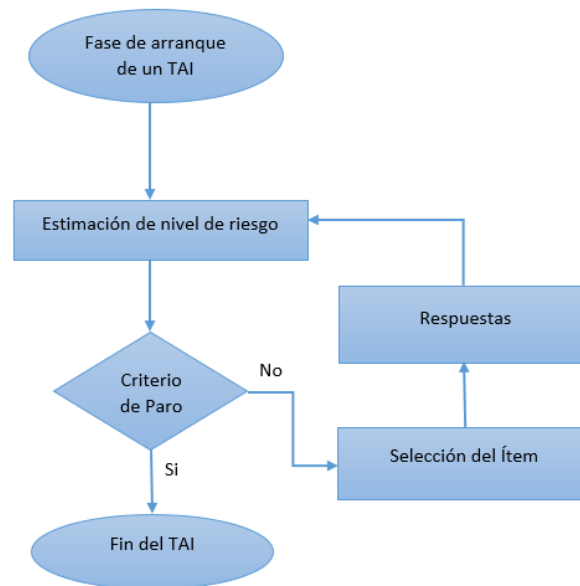 Fase de arranque
de un TAI
Estimación de nivel de riesgo
Respuestas
Criterio
de Paro
No
Selección del Ítem
Si
Fin del TAI